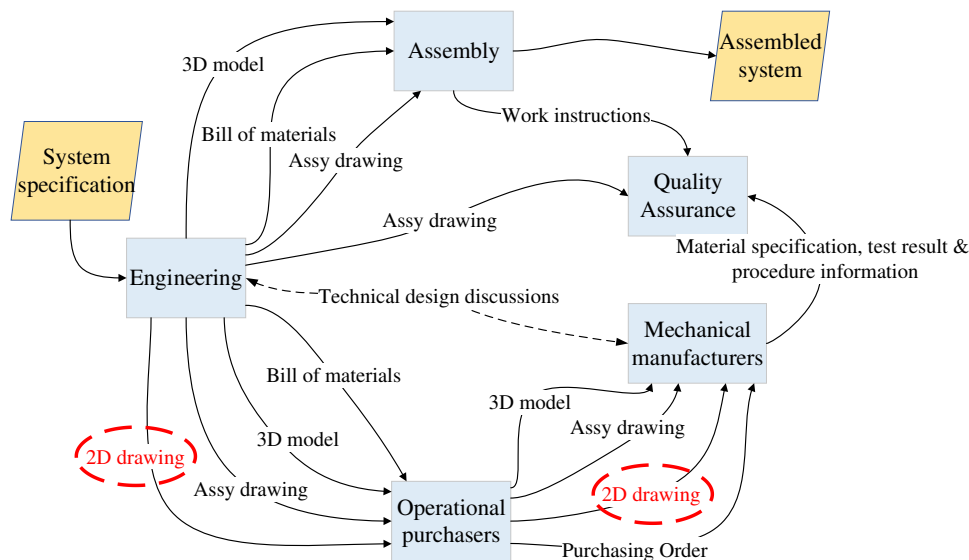 Assembly
Assembled
system
3D model
Work instructions
Bill of materials
Assy drawing
System
specification
Quality
Assurance
Assy drawing
Material specification, test result &
procedure information
Engineering
Technical design discussions
Mechanical
manufacturers
Bill of materials
3D model
Assy drawing
3D model
2D drawing
Assy drawing
2D drawing
Operational
purchasers
Purchasing Order